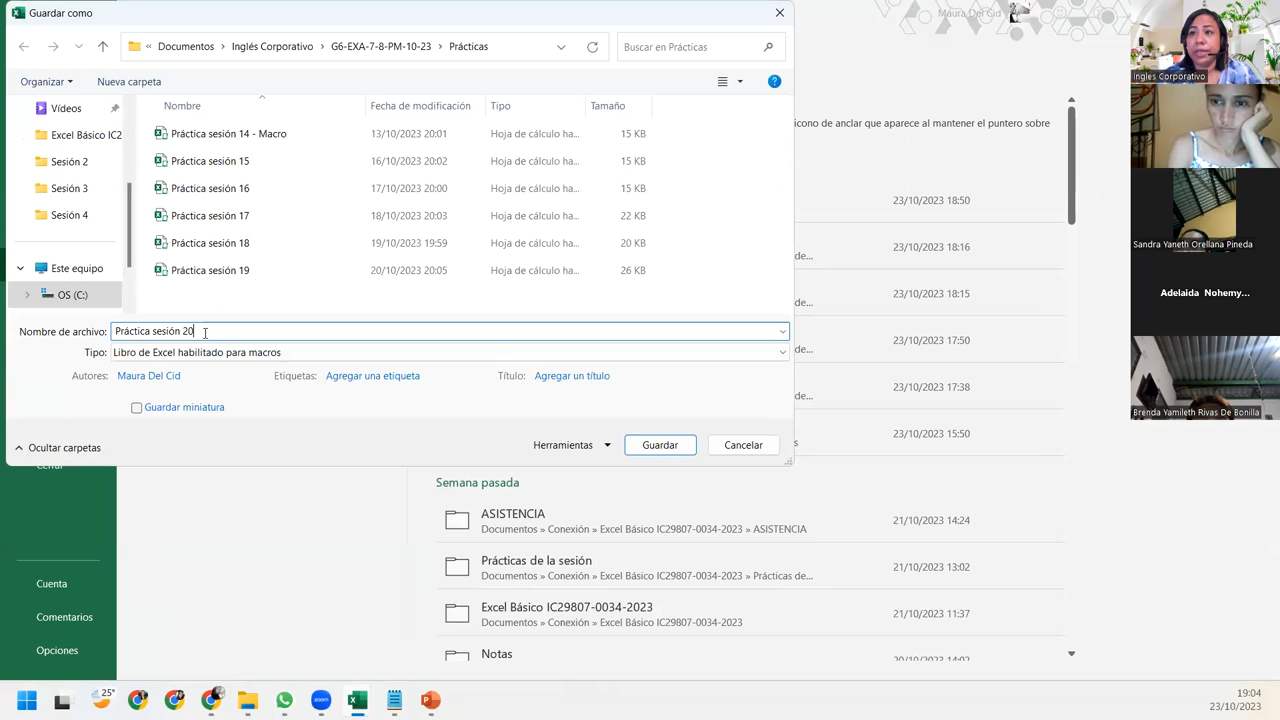 Guardar como
Maura Del Cid
« Documentos › Inglés Corporativo › G6-EXA-7-8-PM-10-23 › Prácticas
Buscar en Prácticas
Organizar
Nueva carpeta
Vídeos
Excel Básico IC2
Sesión 2
Sesión 3
Sesión 4
Este equipo
OS (C:)
Nombre Fecha de modificación Tipo Tamaño
Práctica sesión 14 - Macro 13/10/2023 20:01 Hoja de cálculo ha... 15 KB
Práctica sesión 15 16/10/2023 20:02 Hoja de cálculo ha... 15 KB
Práctica sesión 16 17/10/2023 20:00 Hoja de cálculo ha... 15 KB
Práctica sesión 17 18/10/2023 20:03 Hoja de cálculo ha... 22 KB
Práctica sesión 18 19/10/2023 19:59 Hoja de cálculo ha... 20 KB
Práctica sesión 19 20/10/2023 20:05 Hoja de cálculo ha... 26 KB
Nombre de archivo: Práctica sesión 20
Tipo: Libro de Excel habilitado para macros
Autores: Maura Del Cid Etiquetas: Agregar una etiqueta Título: Agregar un título
Guardar miniatura
Ocultar carpetas
Herramientas
Guardar
Cancelar
icono de anclar que aparece al mantener el puntero sobre
23/10/2023 18:50
de... 23/10/2023 18:16
de... 23/10/2023 18:15
de... 23/10/2023 17:50
de... 23/10/2023 17:38
s 23/10/2023 15:50
Semana pasada
ASISTENCIA
Documentos » Conexión » Excel Básico IC29807-0034-2023 » ASISTENCIA
21/10/2023 14:24
Prácticas de la sesión
Documentos » Conexión » Excel Básico IC29807-0034-2023 » Prácticas de...
21/10/2023 13:02
Excel Básico IC29807-0034-2023
Documentos » Conexión » Excel Básico IC29807-0034-2023
21/10/2023 11:37
Notas
20/10/2023 14:02
Cerrar
Cuenta
Comentarios
Opciones
Ingles Corporativo
Sandra Yaneth Orellana Pineda
Adelaida Nohemy...
Brenda Yamileth Rivas De Bonilla
25°
zoom
19:04
23/10/2023